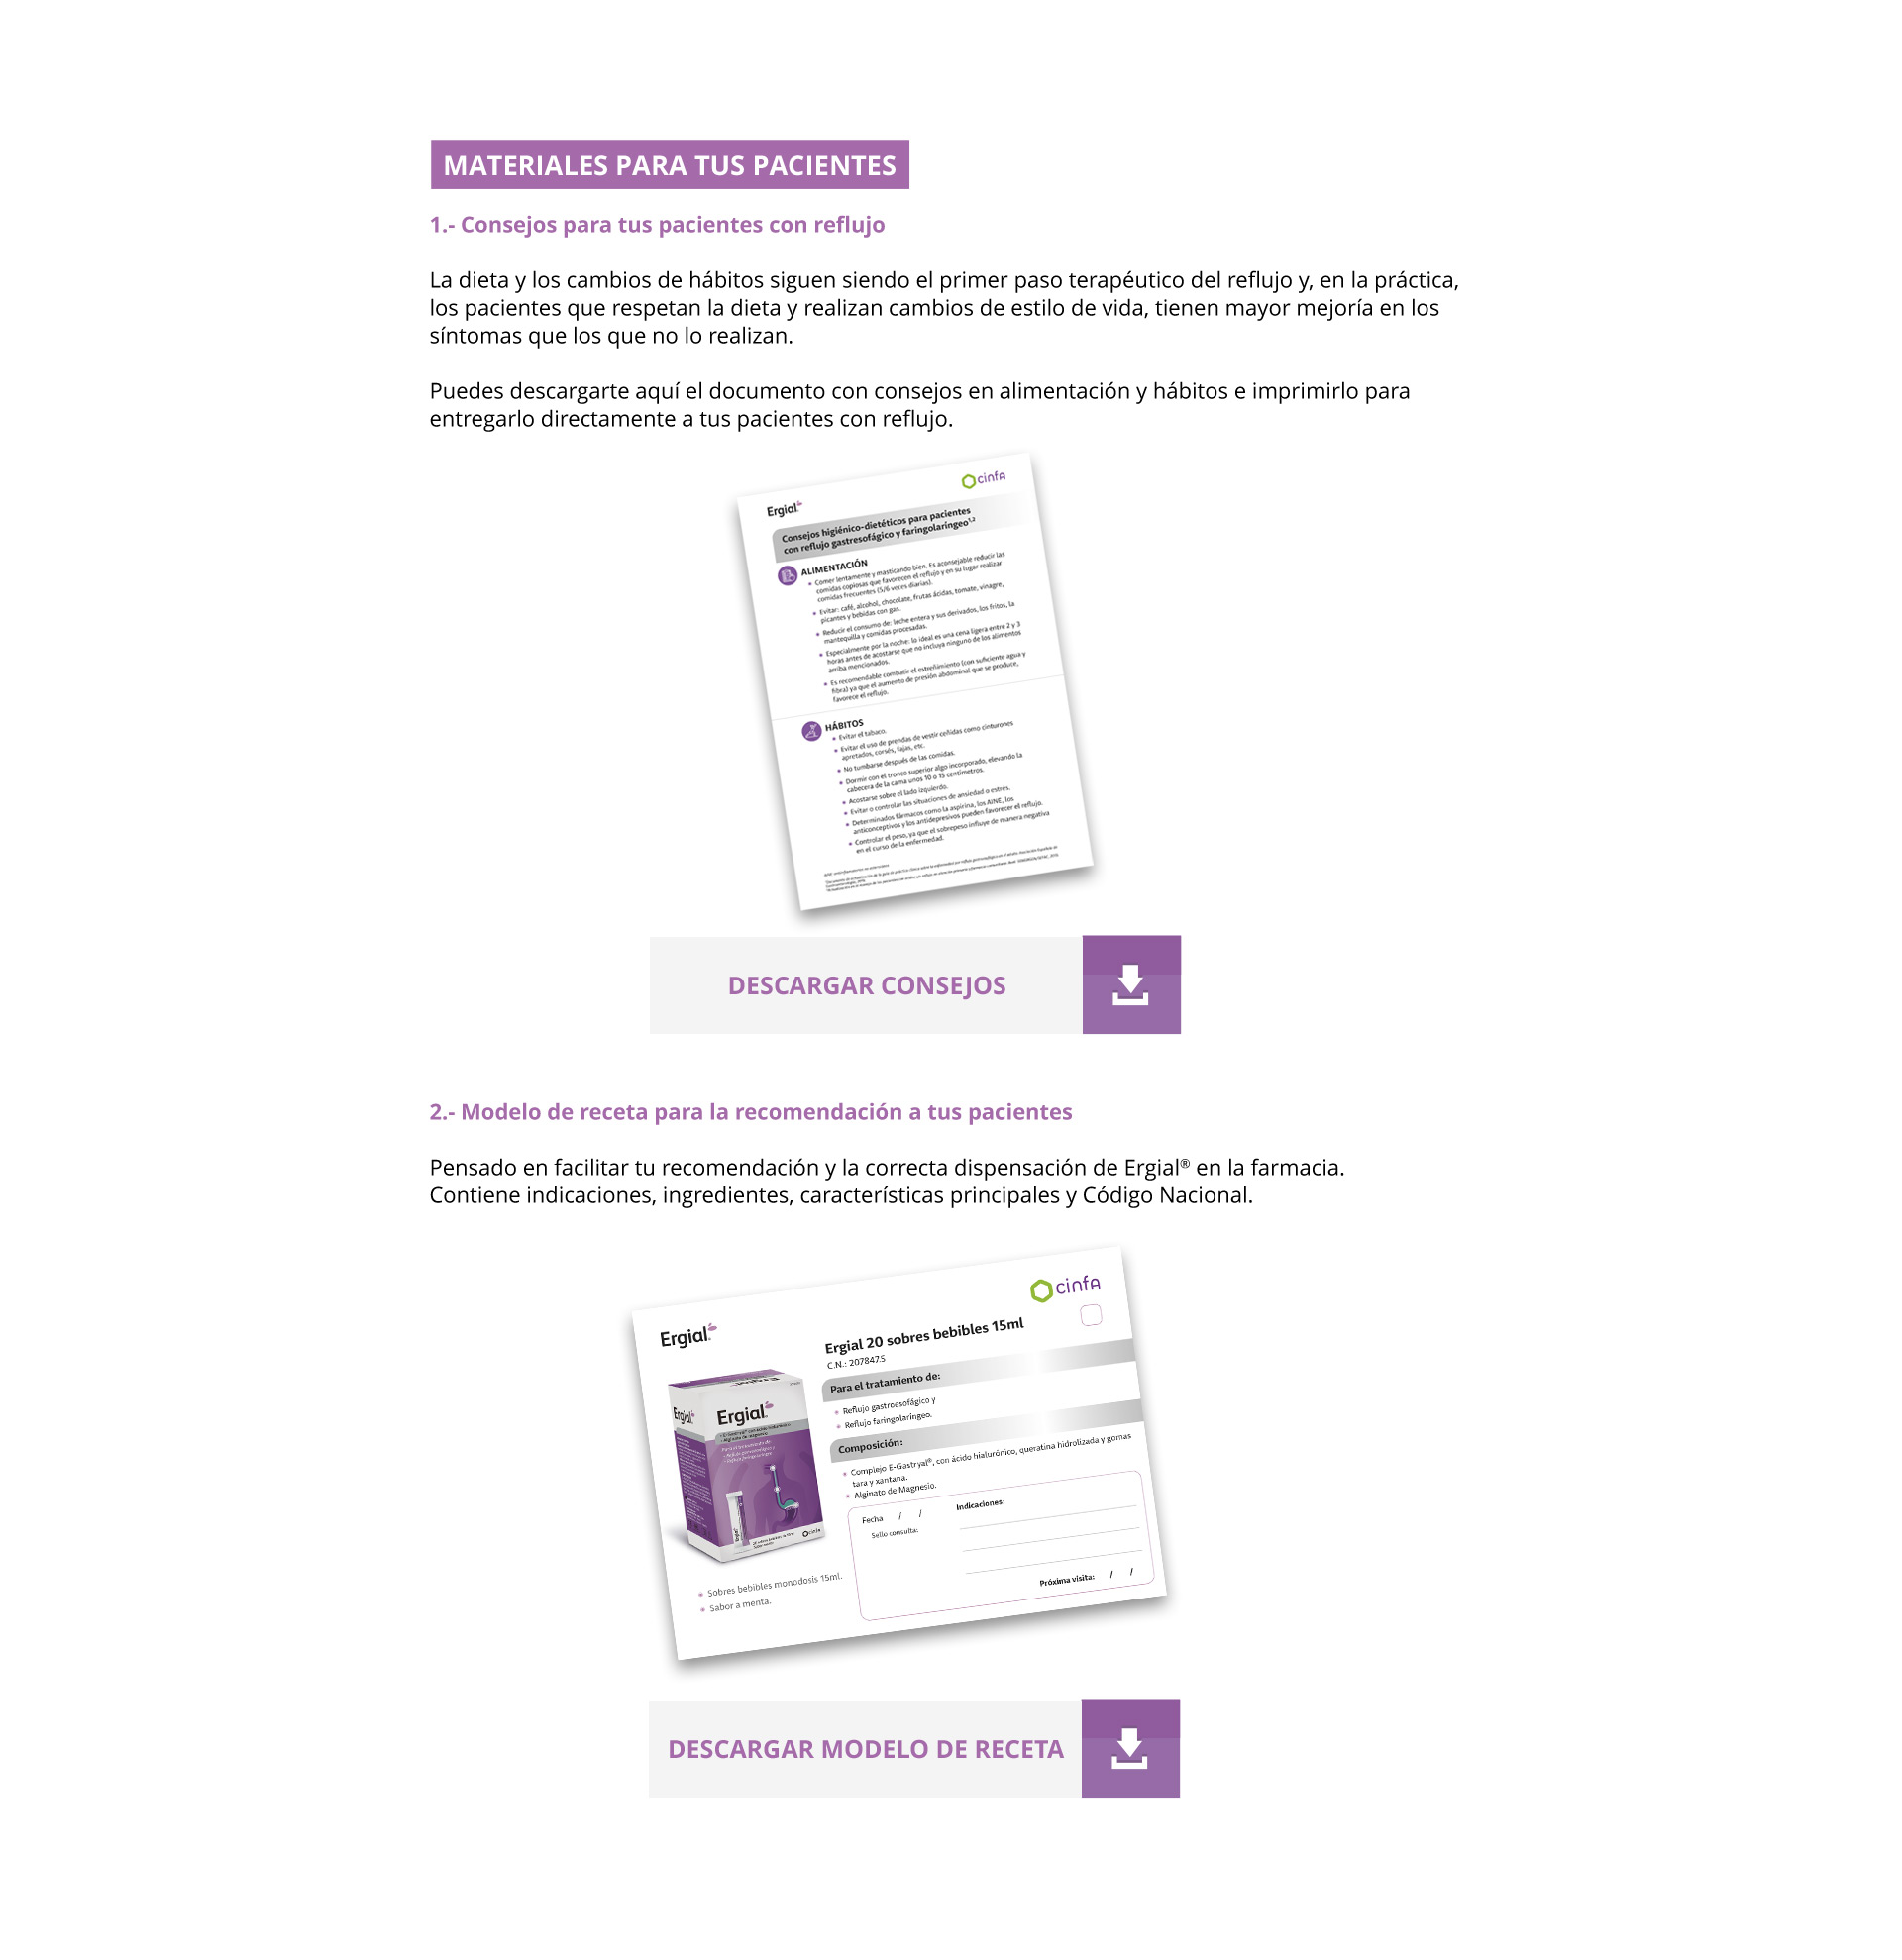 MATERIALES PARA TUS PACIENTES
1.- Consejos para tus pacientes con reflujo
La dieta y los cambios de hábitos siguen siendo el primer paso terapéutico del reflujo y, en la práctica,
los pacientes que respetan la dieta y realizan cambios de estilo de vida, tienen mayor mejoría en los
síntomas que los que no lo realizan.
Puedes descargarte aquí el documento con consejos en alimentación y hábitos e imprimirlo para
entregarlo directamente a tus pacientes con reflujo.
Ergial
cinfa
Consejos higiénico-dietéticos para pacientes
con reflujo gastresofágico y faringolaríngeo1,2
ALIMENTACIÓN
• Comer lentamente y masticando bien. Es aconsejable reducir las
comidas copiosas que favorecen el reflujo y en su lugar realizar
comidas frecuentes (5/6 veces diarias).
• Evitar: café, alcohol, chocolate, frutas ácidas, tomate, vinagre,
picantes y bebidas con gas.
• Reducir el consumo de: leche entera y sus derivados, los fritos, la
mantequilla y comidas procesadas.
• Especialmente por la noche: lo ideal es una cena ligera entre 2 y 3
horas antes de acostarse que no incluya ninguno de los alimentos
arriba mencionados.
• Es recomendable combatir el estreñimiento (con suficiente agua y
fibra) ya que el aumento de presión abdominal que se produce,
favorece el reflujo.
HÁBITOS
• Evitar el tabaco.
• Evitar el uso de prendas de vestir ceñidas como cinturones
apretados, corsés, fajas, etc.
• No tumbarse después de las comidas.
• Dormir con el tronco superior algo incorporado, elevando la
cabecera de la cama unos 10 o 15 centímetros.
• Acostarse sobre el lado izquierdo.
• Evitar o controlar las situaciones de ansiedad o estrés.
• Determinados fármacos como la aspirina, los AINE, los
anticonceptivos y los antidepresivos pueden favorecer el reflujo.
• Controlar el peso, ya que el sobrepeso influye de manera negativa
en el curso de la enfermedad.
DESCARGAR CONSEJOS
2.- Modelo de receta para la recomendación a tus pacientes
Pensado en facilitar tu recomendación y la correcta dispensación de Ergial® en la farmacia.
Contiene indicaciones, ingredientes, características principales y Código Nacional.
cinfa
Ergial
Ergial 20 sobres bebibles 15ml
C.N.: 207847.5
Para el tratamiento de:
• Reflujo gastroesofágico y
• Reflujo faringolaríngeo.
Composición:
• Complejo E-Gastryal®, con ácido hialurónico, queratina hidrolizada y gomas
tara y xantana.
• Alginato de Magnesio.
Fecha / /
Sello consulta:
Indicaciones:
Próxima visita: / /
Ergial
Ergial
Ergial
cinfa
• Sobres bebibles monodosis 15ml.
• Sabor a menta.
DESCARGAR MODELO DE RECETA